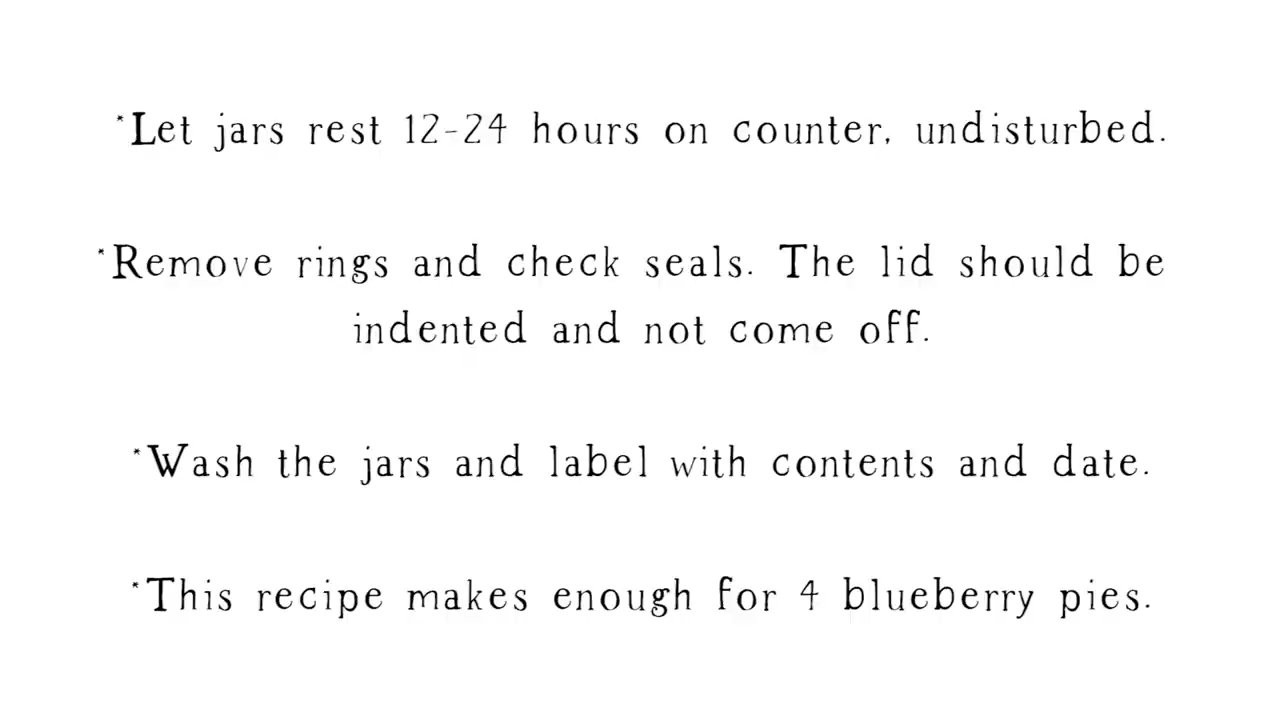 *Let jars rest 12-24 hours on counter, undisturbed.
*Remove rings and check seals. The lid should be
indented and not come off.
*Wash the jars and label with contents and date.
*This recipe makes enough for 4 blueberry pies.